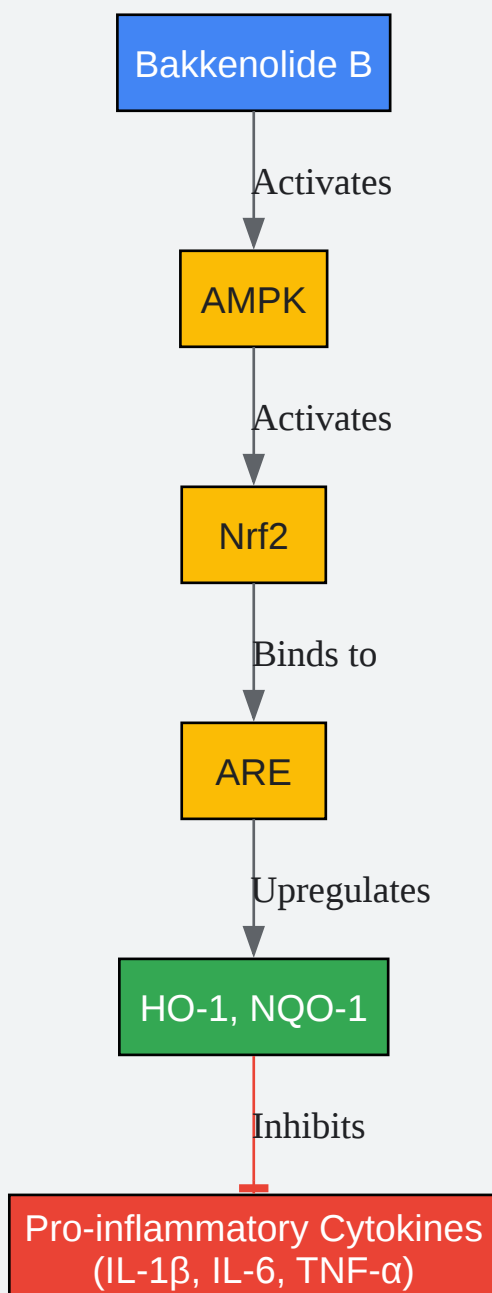 Bakkenolide B
Activates
AMPK
Activates
Nrf2
Binds to
ARE
Upregulates
HO-1, NQO-1
Inhibits
Pro-inflammatory Cytokines
(IL-1β, IL-6, TNF-α)